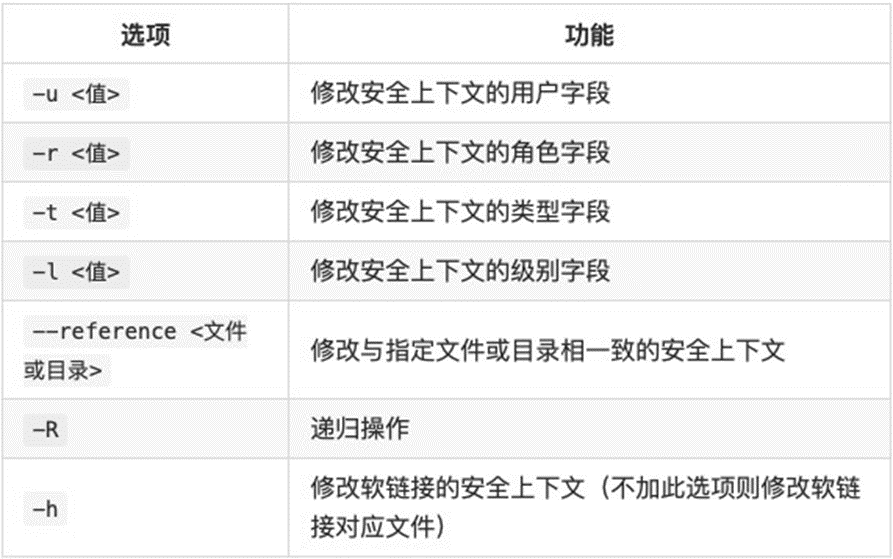 选项 功能
-u <值> 修改安全上下文的用户字段
-r <值> 修改安全上下文的角色字段
-t <值> 修改安全上下文的类型字段
-l <值> 修改安全上下文的级别字段
--reference <文件
或目录>
修改与指定文件或目录相一致的安全上下文
-R 递归操作
-h
修改软链接的安全上下文（不加此选项则修改软链
接对应文件）